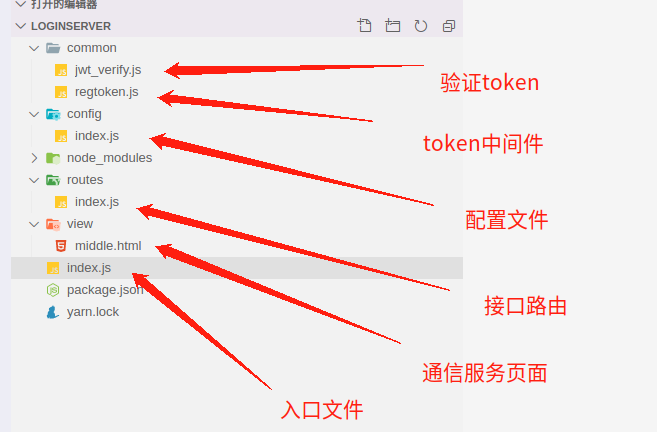 打开的编辑器
LOGINSERVER
common
jwt_verify.js
验证token
regtoken.js
token中间件
config
index.js
配置文件
node_modules
routes
index.js
接口路由
view
middle.html
通信服务页面
index.js
入口文件
package.json
yarn.lock